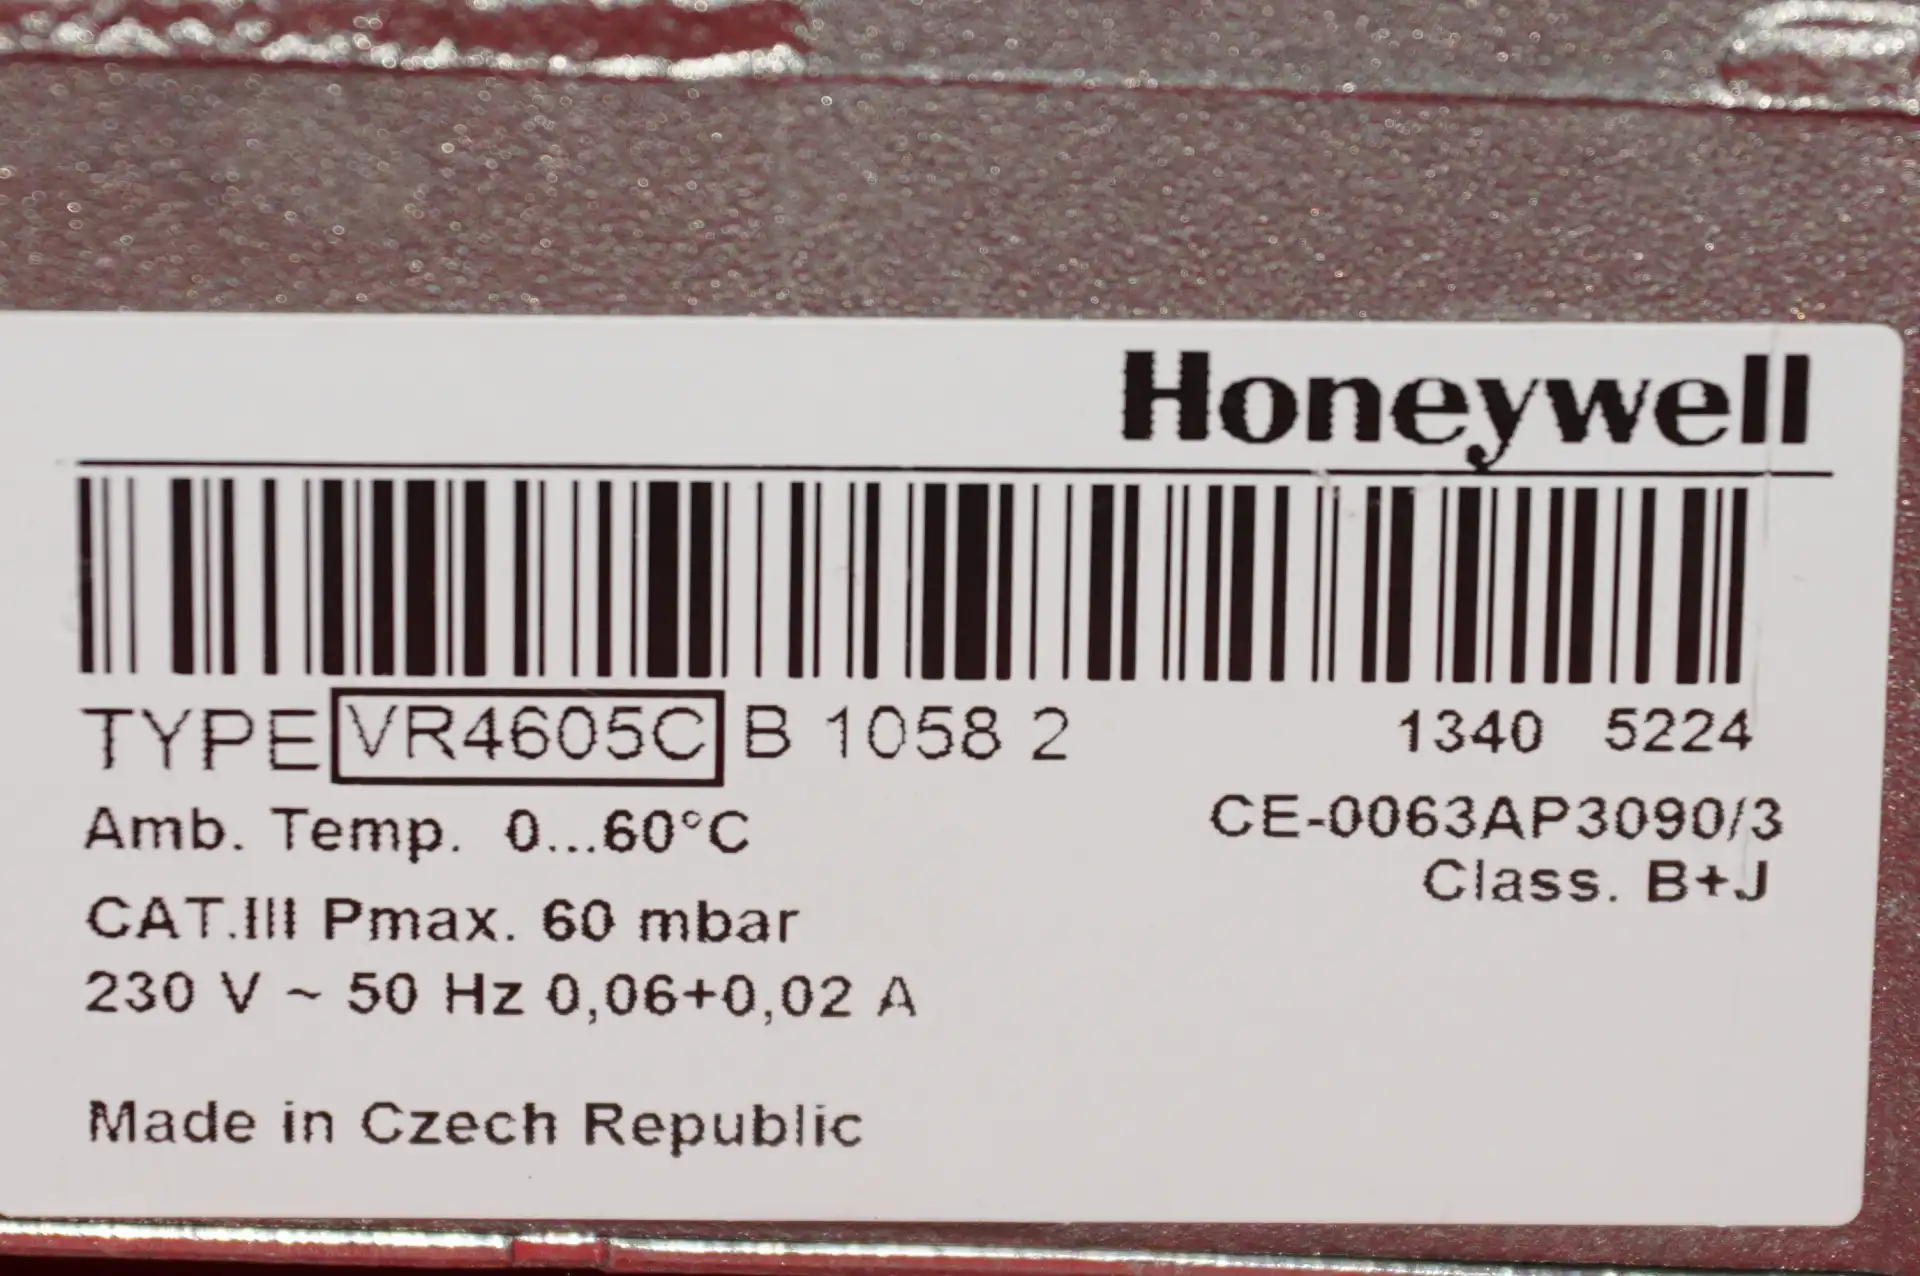 Honeywell
TYPE VR4605C B 1058 2 1340 5224
Amb. Temp. 0...60°C CE-0063AP3090/3
Class. B+J
CAT.III Pmax. 60 mbar
230 V ~ 50 Hz 0,06+0,02 A
Made in Czech Republic